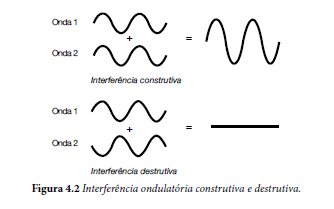 Onda 1
+
=
Onda 2
Interferência construtiva
Onda 1
+
=
Onda 2
Interferência destrutiva
Figura 4.2 Interferência ondulatória construtiva e destrutiva.